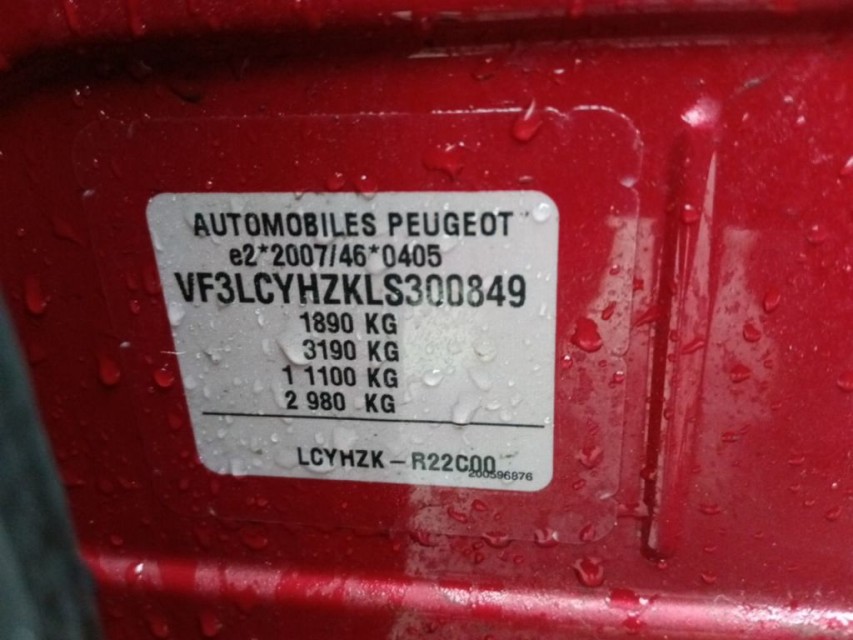 AUTOMOBILES PEUGEOT
e2*2007/46*0405
VF3LCYHZKLS300849
1890 KG
3190 KG
1 1100 KG
2 980 KG
LCYHZK - R22C00
200596876